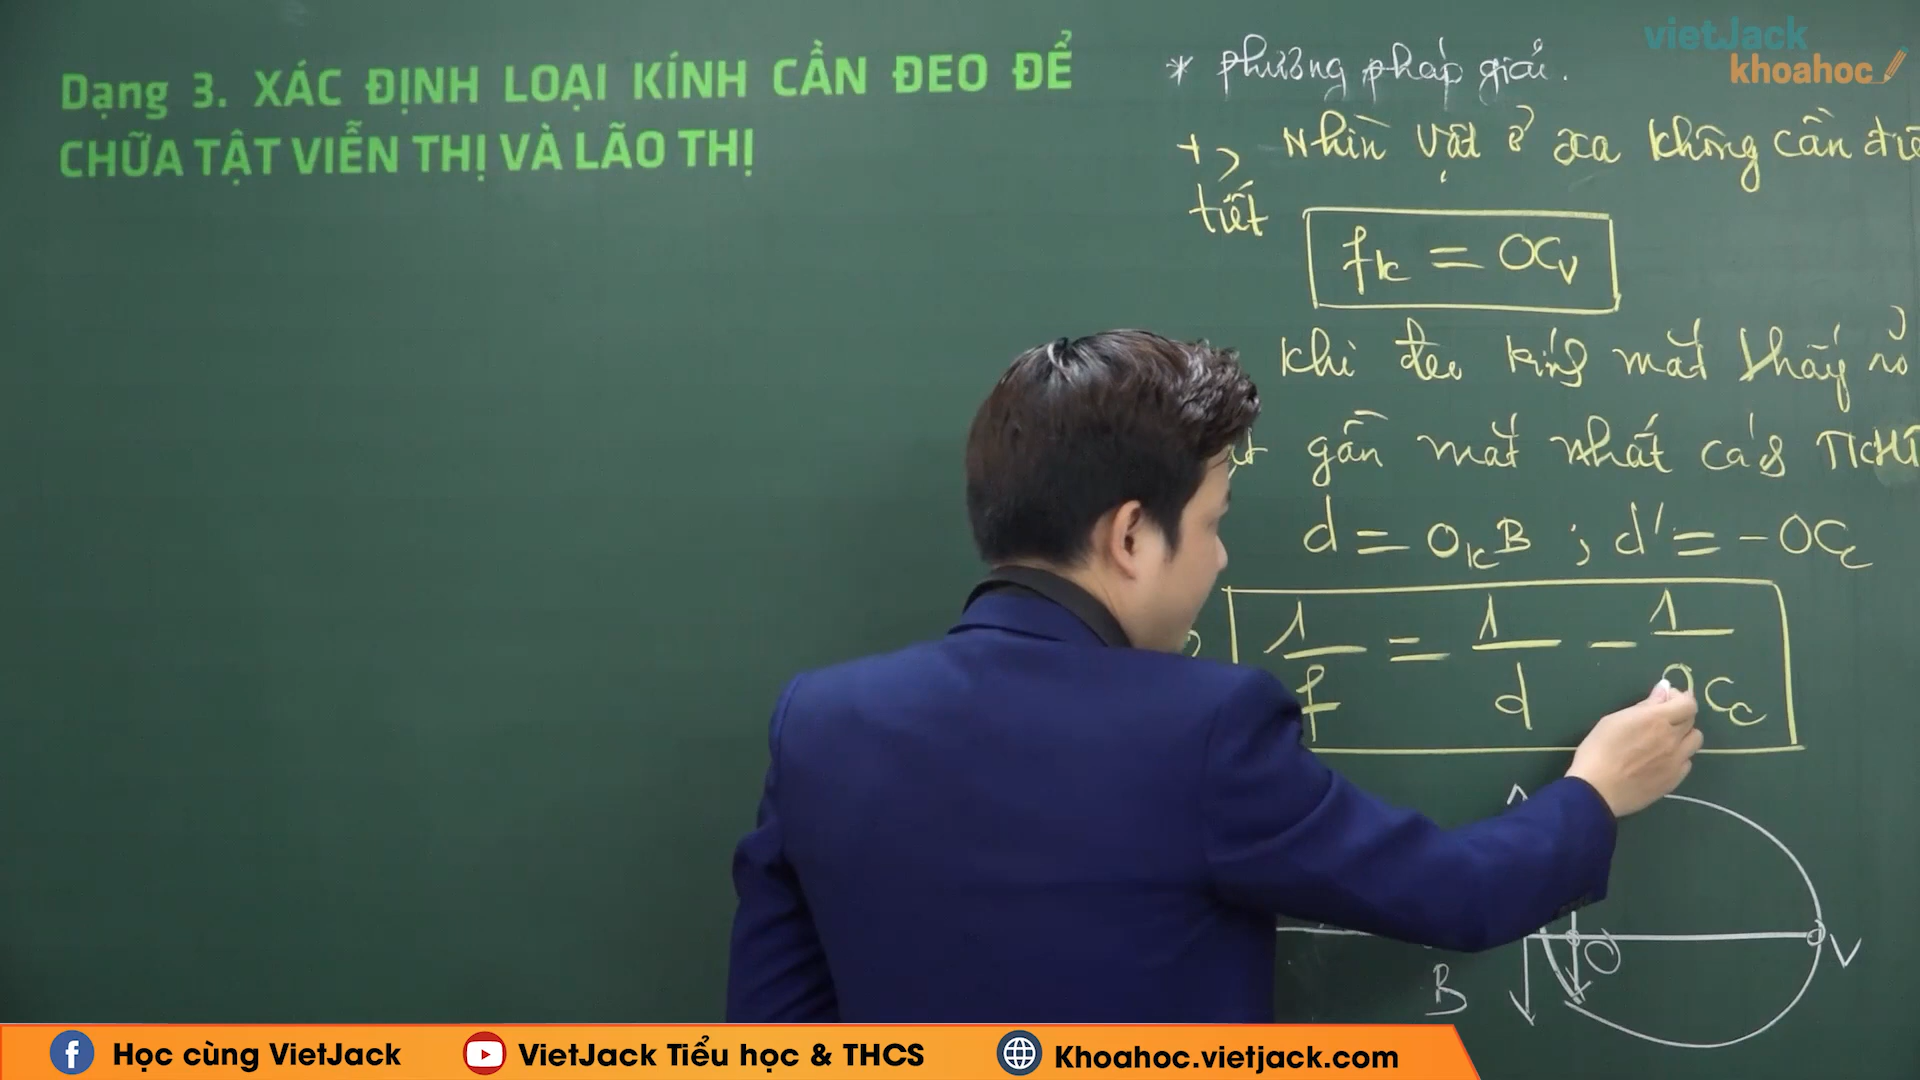 Dạng 3. XÁC ĐỊNH LOẠI KÍNH CẦN ĐEO ĐỂ
CHỮA TẬT VIỄN THỊ VÀ LÃO THỊ
vietJack
khoahoc
* phương pháp giải.
+> Nhìn vật ở xa không cần điề
tiết
fk = OCv
Khi đeo kính mắt thấy rõ
gần mắt nhất cách
d = OkB ; d' = -OCc
1/f = 1/d - 1/OCc
B
O
V
Học cùng VietJack
VietJack Tiểu học & THCS
Khoahoc.vietjack.com